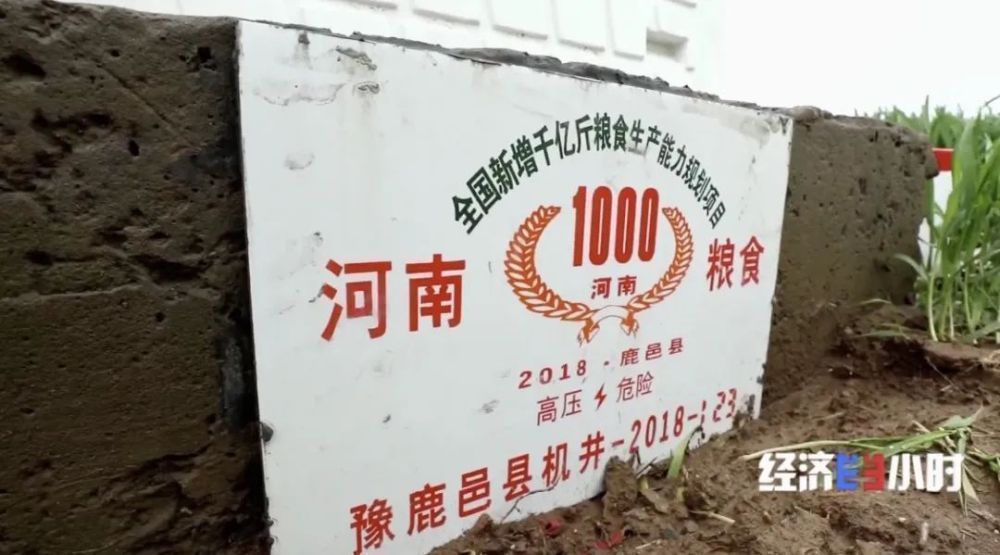 全国新增千亿斤粮食生产能力规划项目
1000
河南
河南
粮食
2018·鹿邑县
高压 危险
豫鹿邑县机井-2018-
经济半小时